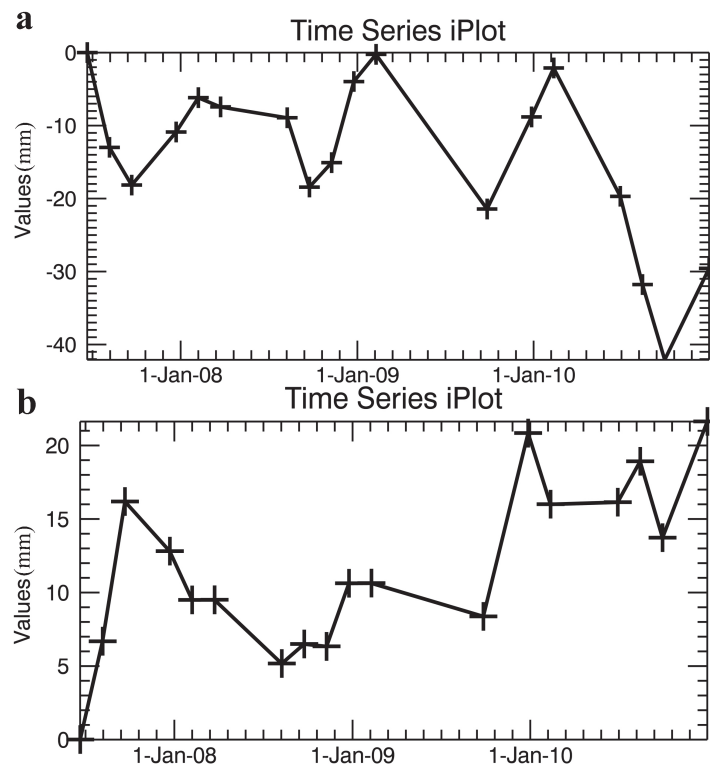 a
Time Series iPlot
0
-10
-20
-30
-40
Values(mm)
1-Jan-08 1-Jan-09 1-Jan-10
b
Time Series iPlot
20
15
10
5
0
Values(mm)
1-Jan-08 1-Jan-09 1-Jan-10